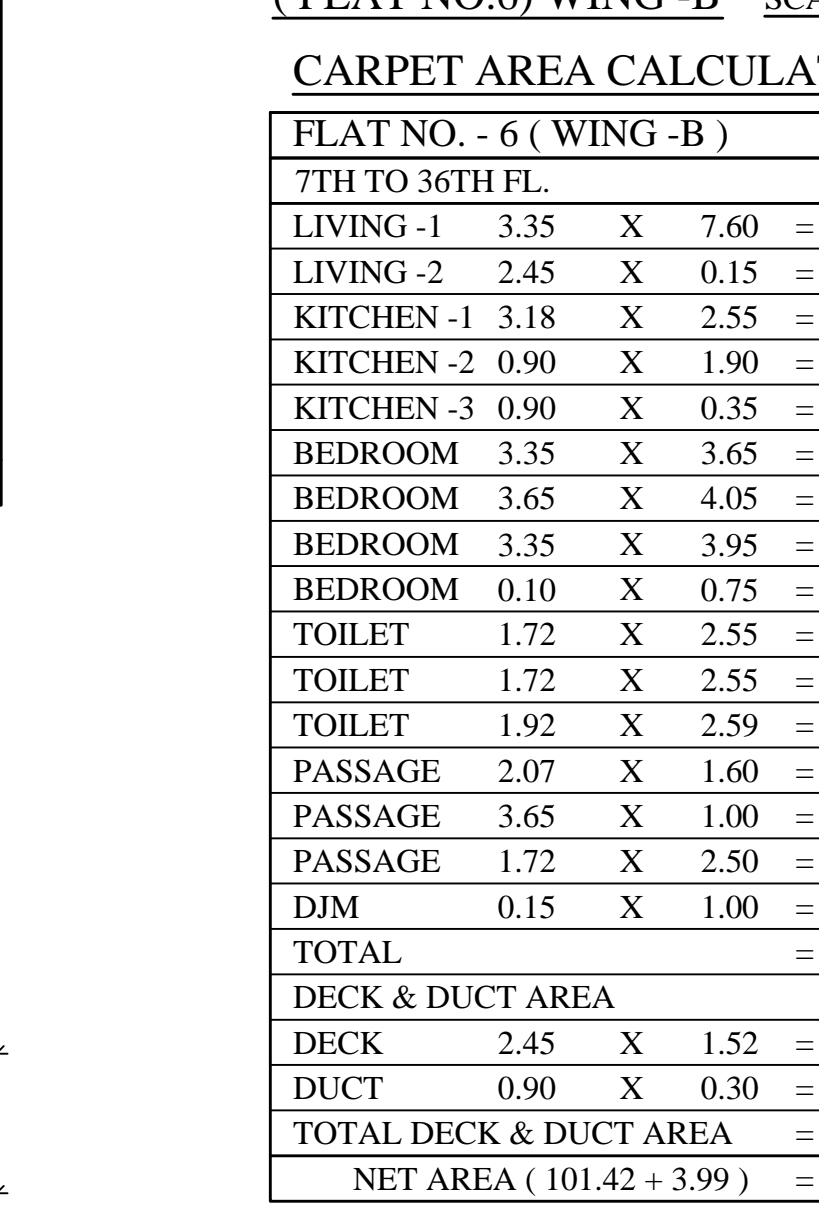 ( FLAT NO.6) WING -B SCA
CARPET AREA CALCULAT
FLAT NO. - 6 ( WING -B )
7TH TO 36TH FL.
LIVING -1 3.35 X 7.60 =
LIVING -2 2.45 X 0.15 =
KITCHEN -1 3.18 X 2.55 =
KITCHEN -2 0.90 X 1.90 =
KITCHEN -3 0.90 X 0.35 =
BEDROOM 3.35 X 3.65 =
BEDROOM 3.65 X 4.05 =
BEDROOM 3.35 X 3.95 =
BEDROOM 0.10 X 0.75 =
TOILET 1.72 X 2.55 =
TOILET 1.72 X 2.55 =
TOILET 1.92 X 2.59 =
PASSAGE 2.07 X 1.60 =
PASSAGE 3.65 X 1.00 =
PASSAGE 1.72 X 2.50 =
DJM 0.15 X 1.00 =
TOTAL =
DECK & DUCT AREA
DECK 2.45 X 1.52 =
DUCT 0.90 X 0.30 =
TOTAL DECK & DUCT AREA =
NET AREA ( 101.42 + 3.99 ) =